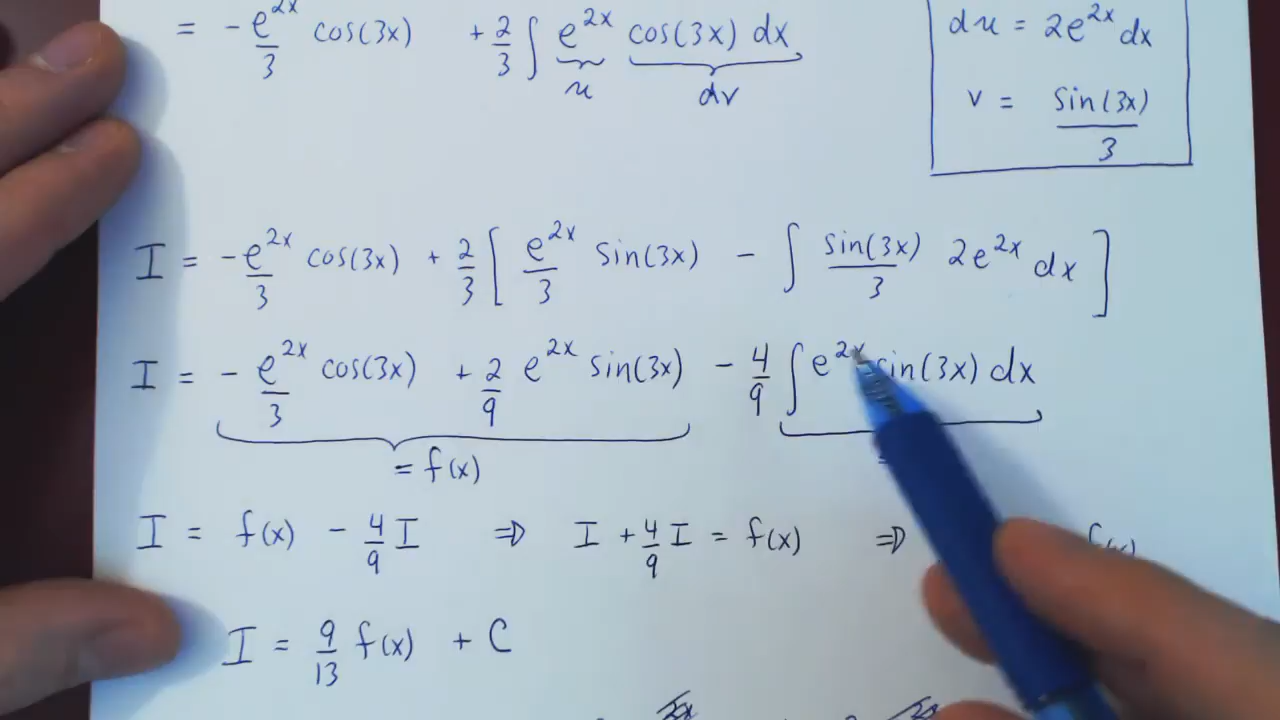 = -e^{2x}/3 cos(3x) + 2/3 ∫ e^{2x} cos(3x) dx
u dv
du = 2e^{2x} dx
v = sin(3x)/3
I = -e^{2x}/3 cos(3x) + 2/3 [ e^{2x}/3 sin(3x) - ∫ sin(3x)/3 2e^{2x} dx ]
I = - e^{2x}/3 cos(3x) + 2/9 e^{2x} sin(3x) - 4/9 ∫ e^{2x} sin(3x) dx
= f(x)
I = f(x) - 4/9 I ⇒ I + 4/9 I = f(x) ⇒ f(x)
I = 9/13 f(x) + C